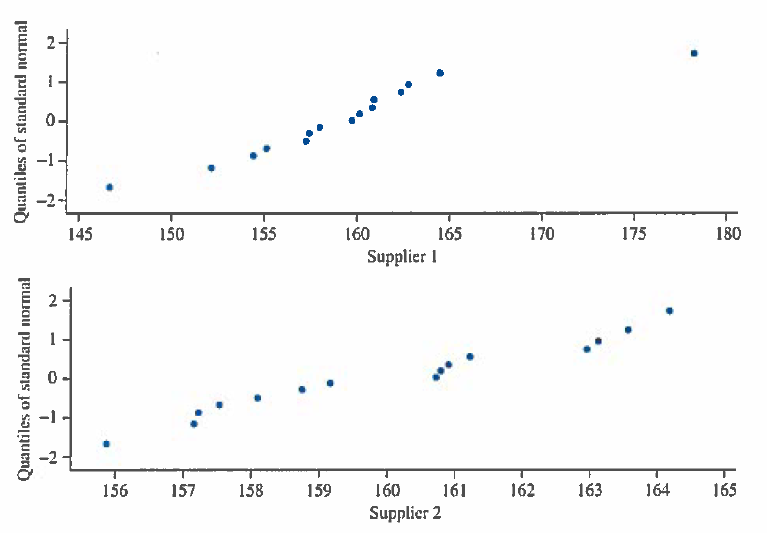 Quantiles of standard normal
2
1
0
−1
−2
145 150 155 160 165 170 175 180
Supplier 1
Quantiles of standard normal
2
1
0
−1
−2
156 157 158 159 160 161 162 163 164 165
Supplier 2